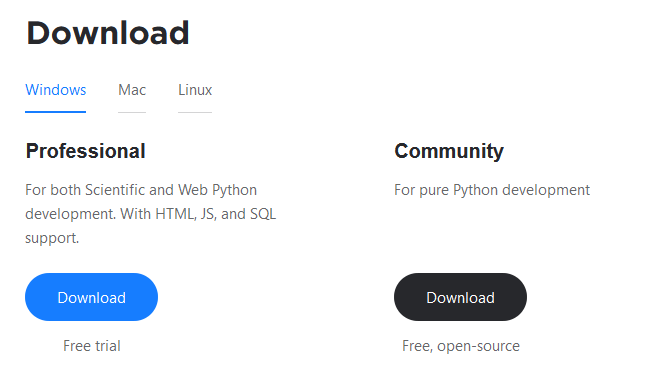 Download
Windows Mac Linux
Professional
For both Scientific and Web Python
development. With HTML, JS, and SQL
support.
Download
Free trial
Community
For pure Python development
Download
Free, open-source